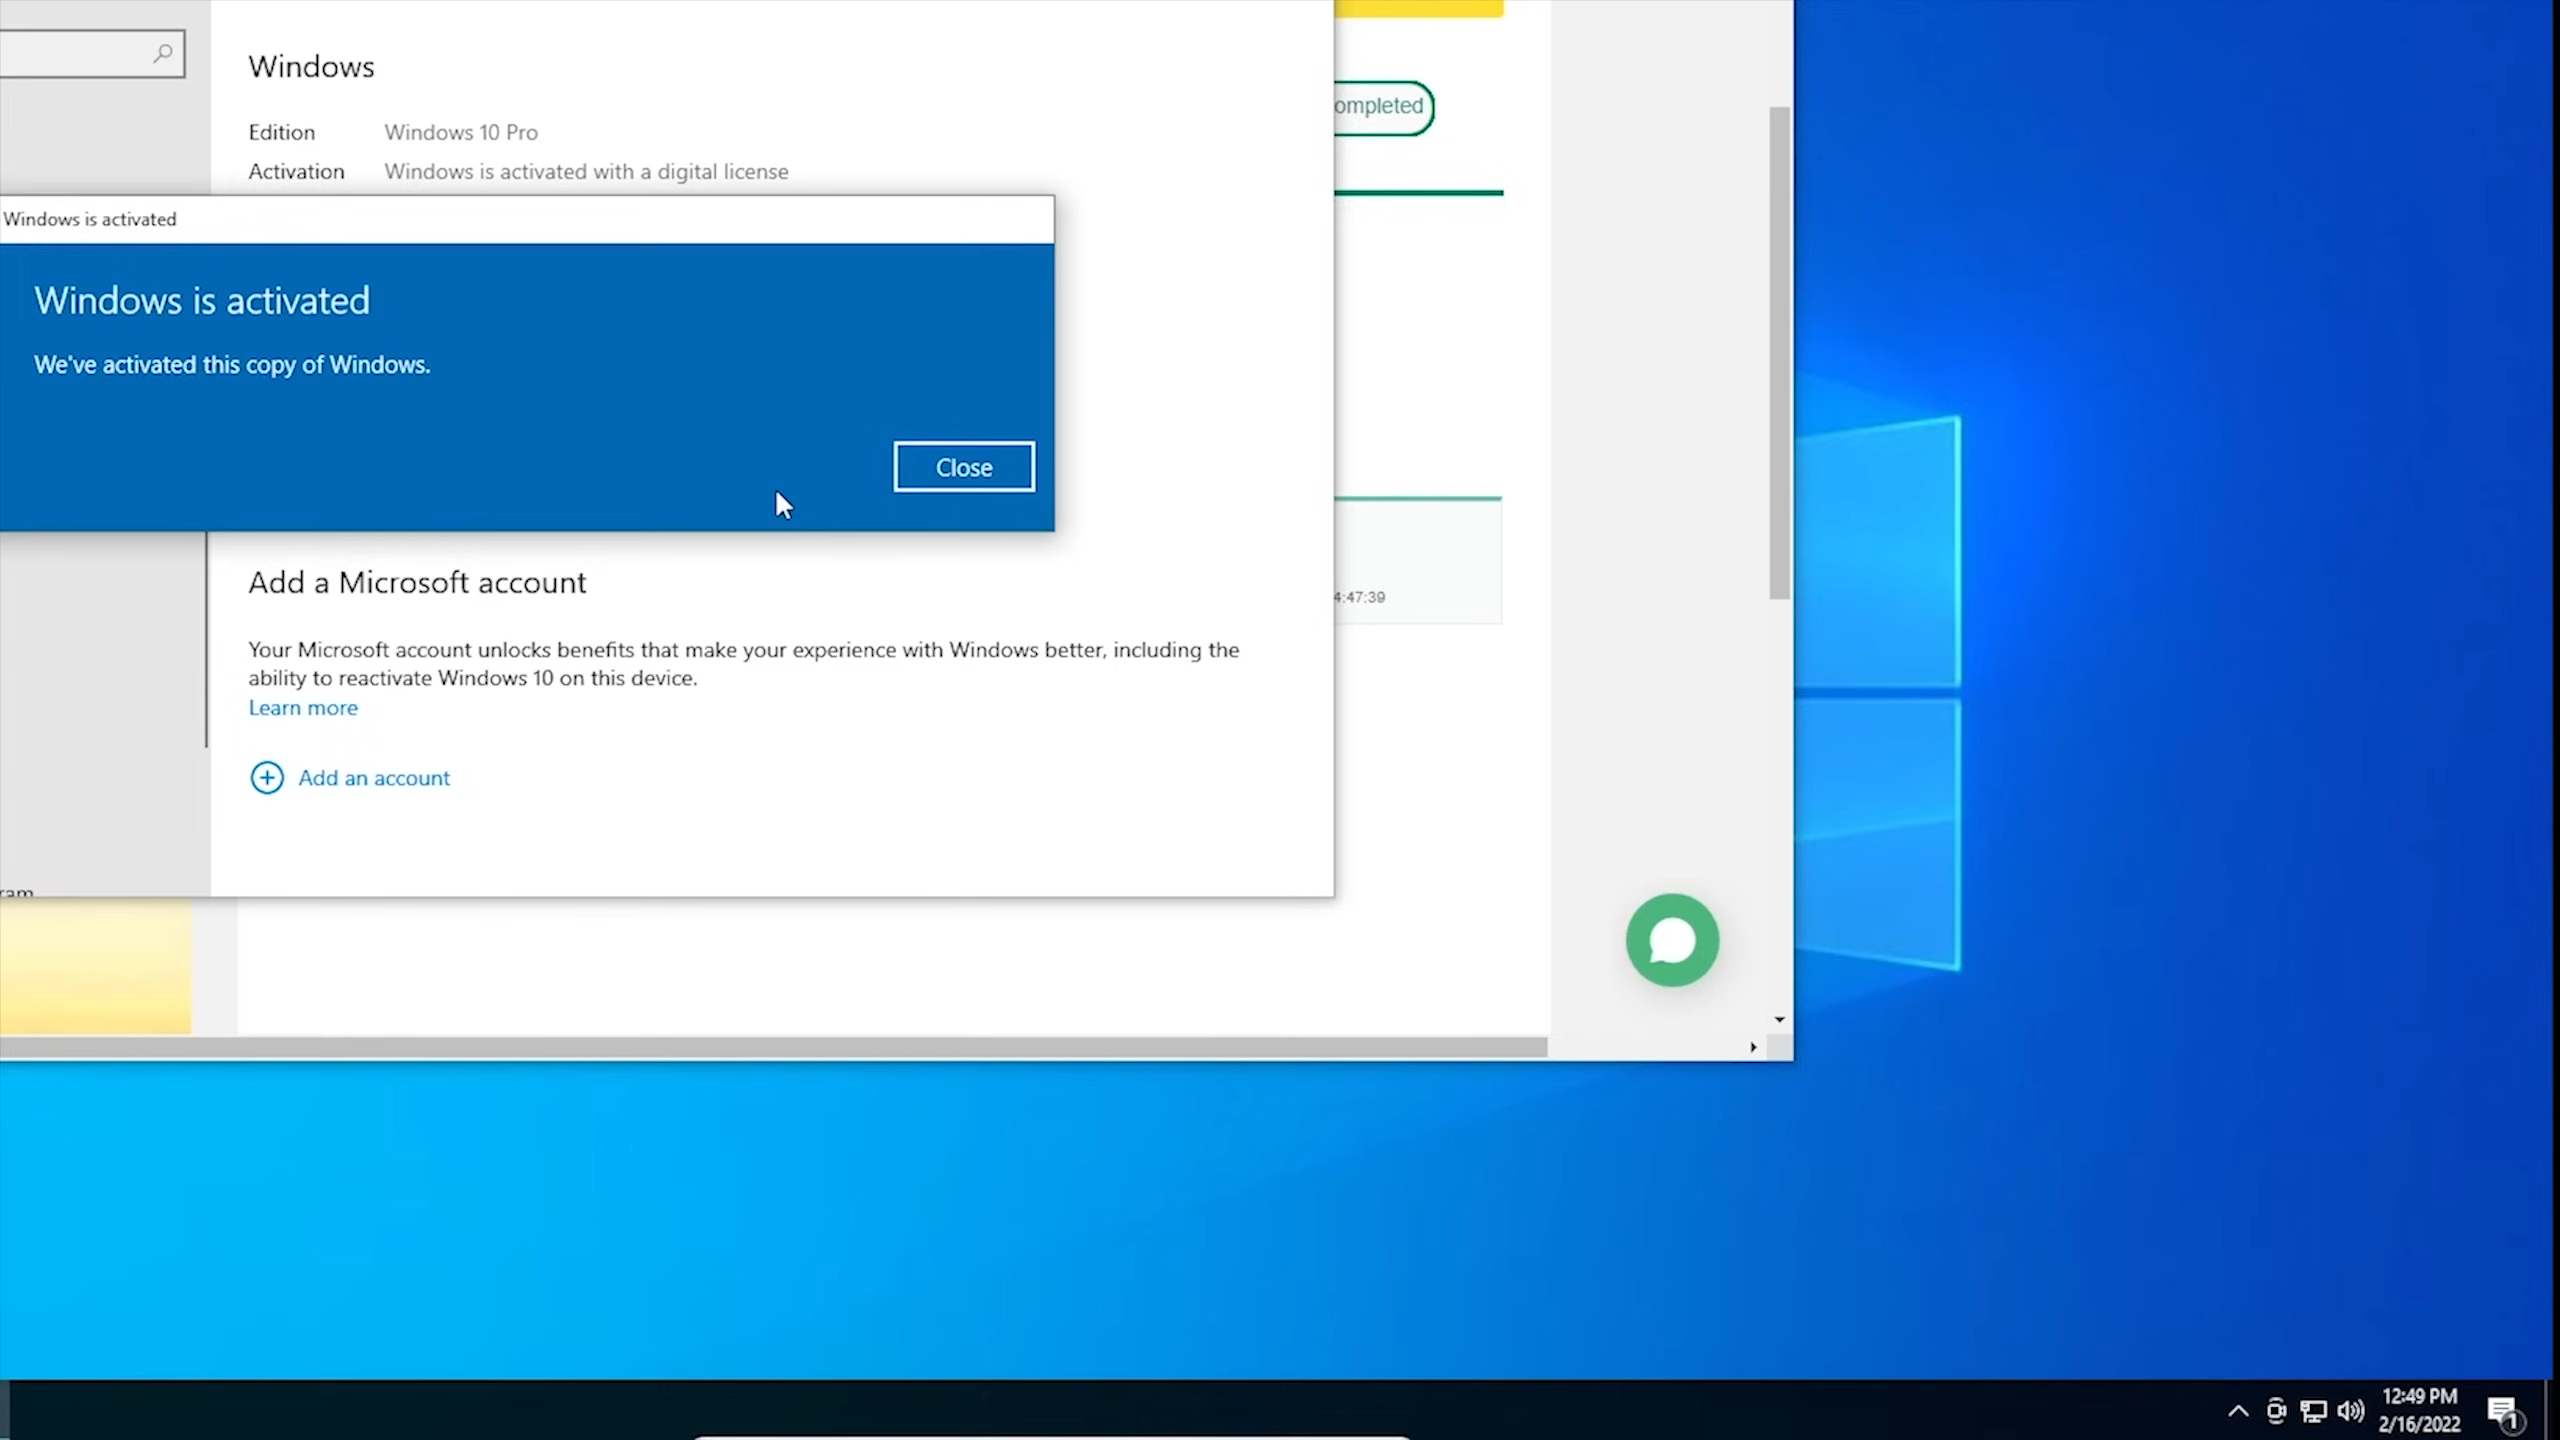 Windows
Edition Windows 10 Pro
ompleted
Activation Windows is activated with a digital license
Windows is activated
Windows is activated
We've activated this copy of Windows.
Close
Add a Microsoft account
4:47:39
Your Microsoft account unlocks benefits that make your experience with Windows better, including the
ability to reactivate Windows 10 on this device.
Learn more
Add an account
ram
12:49 PM
2/16/2022
1